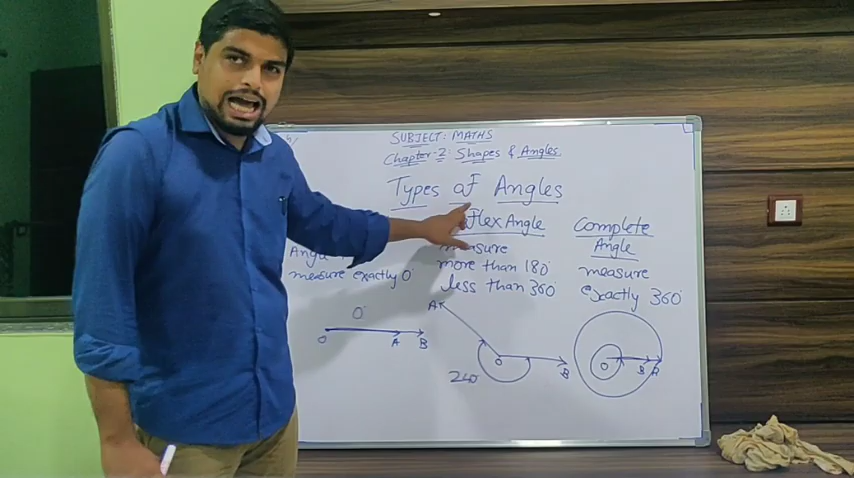 SUBJECT: MATHS
Chapter-2: Shapes & Angles
Types of Angles
Angle
measure exactly 0°
0°
O A B
flex Angle
measure
more than 180°
less than 360°
A
O
B
240°
Complete
Angle
measure
exactly 360°
O B A